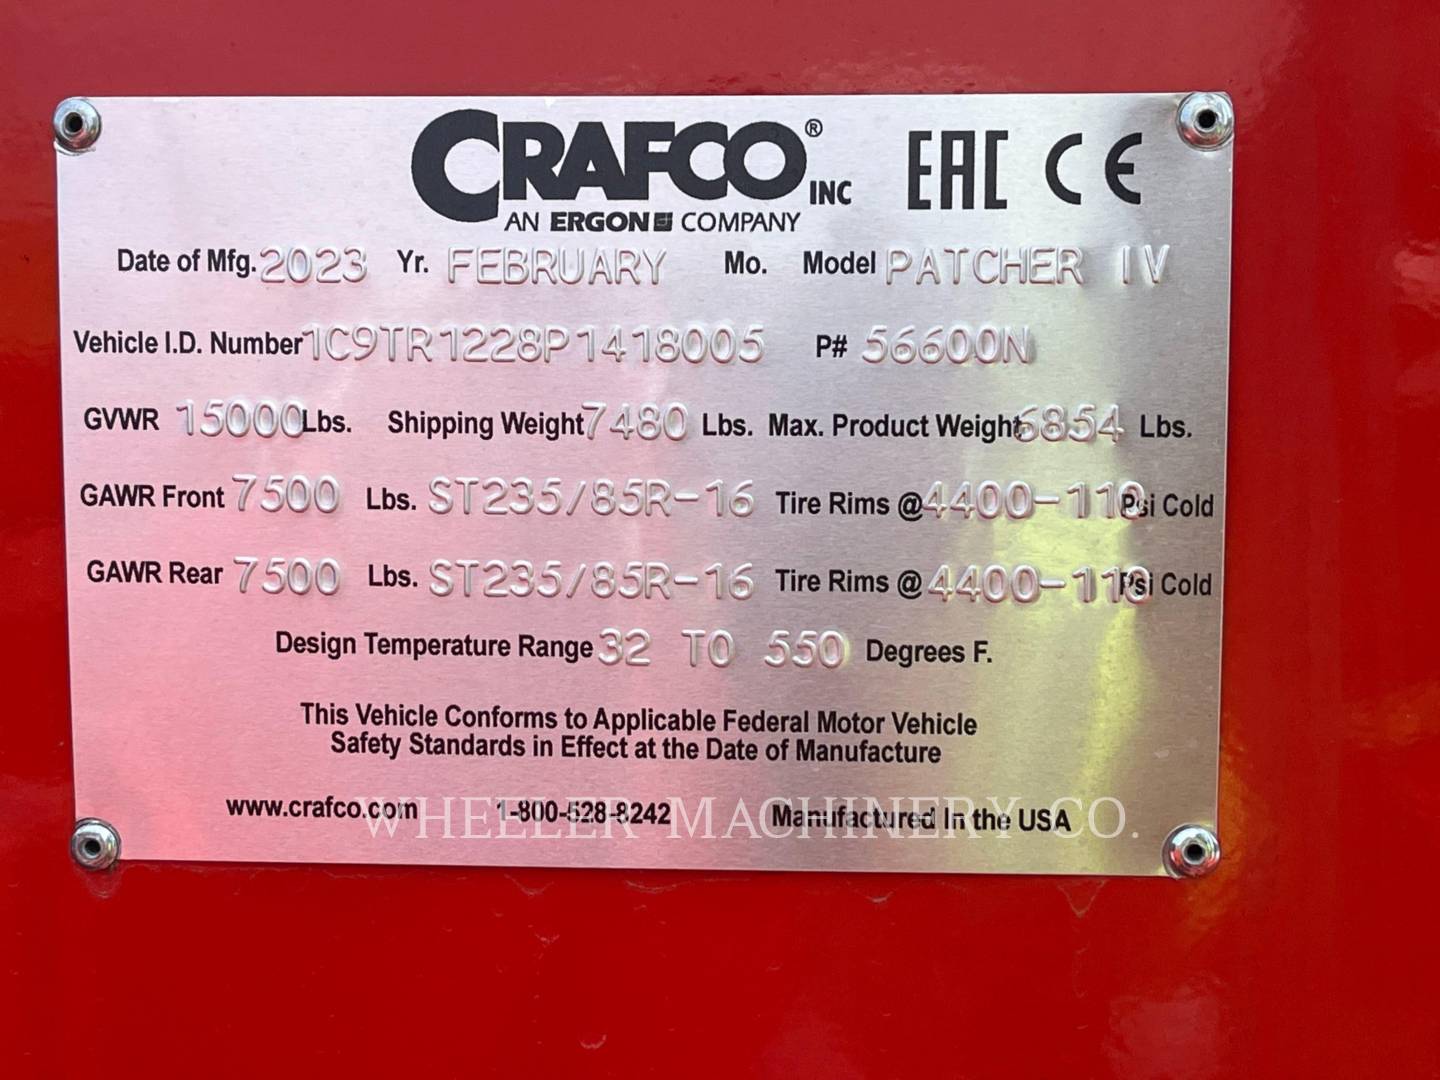 CRAFCO® INC EAC CE
AN ERGON COMPANY
Date of Mfg. 2023 Yr. FEBRUARY Mo. Model PATCHER IV
Vehicle I.D. Number 1C9TR1228P1418005 P# 56600N
GVWR 15000 Lbs. Shipping Weight 7480 Lbs. Max. Product Weight 6854 Lbs.
GAWR Front 7500 Lbs. ST235/85R-16 Tire Rims @ 4400-110 Psi Cold
GAWR Rear 7500 Lbs. ST235/85R-16 Tire Rims @ 4400-110 Psi Cold
Design Temperature Range 32 TO 550 Degrees F.
This Vehicle Conforms to Applicable Federal Motor Vehicle
Safety Standards in Effect at the Date of Manufacture
www.crafco.com 1-800-528-8242 Manufactured In the USA
WHEELER MACHINERY CO.